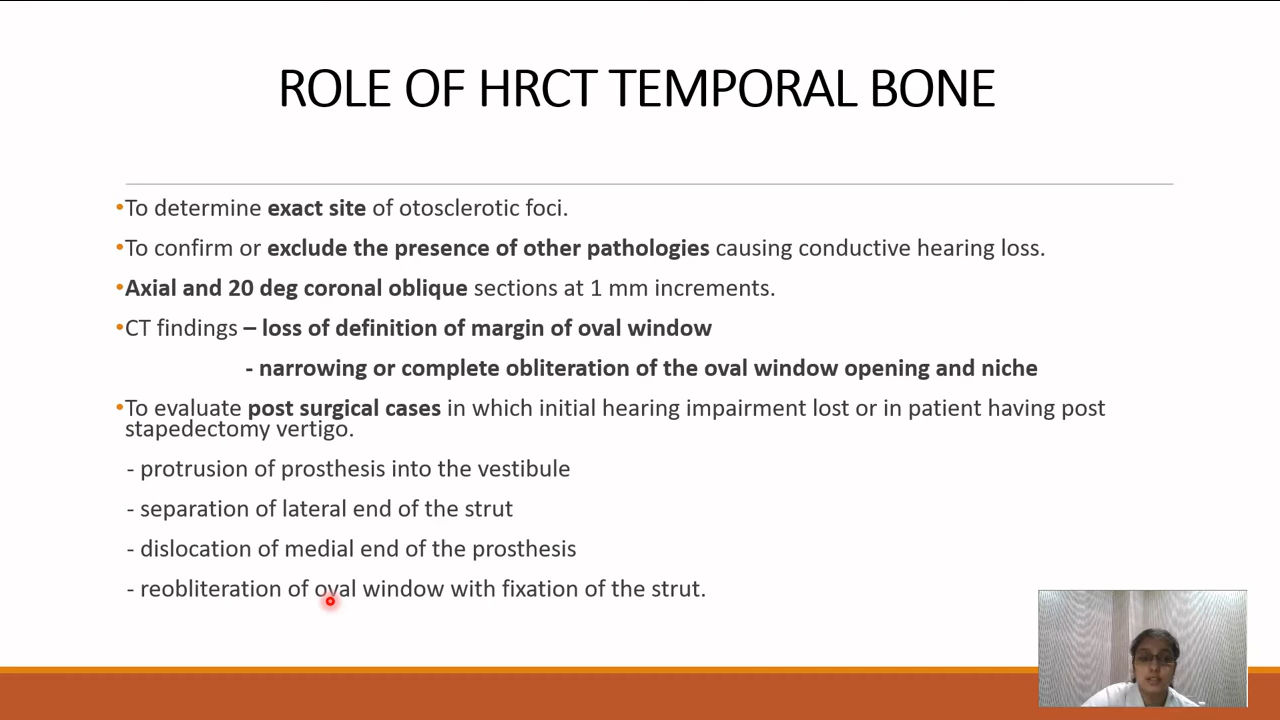 ROLE OF HRCT TEMPORAL BONE
•To determine exact site of otosclerotic foci.
•To confirm or exclude the presence of other pathologies causing conductive hearing loss.
•Axial and 20 deg coronal oblique sections at 1 mm increments.
•CT findings – loss of definition of margin of oval window
- narrowing or complete obliteration of the oval window opening and niche
•To evaluate post surgical cases in which initial hearing impairment lost or in patient having post
stapedectomy vertigo.
- protrusion of prosthesis into the vestibule
- separation of lateral end of the strut
- dislocation of medial end of the prosthesis
- reobliteration of oval window with fixation of the strut.